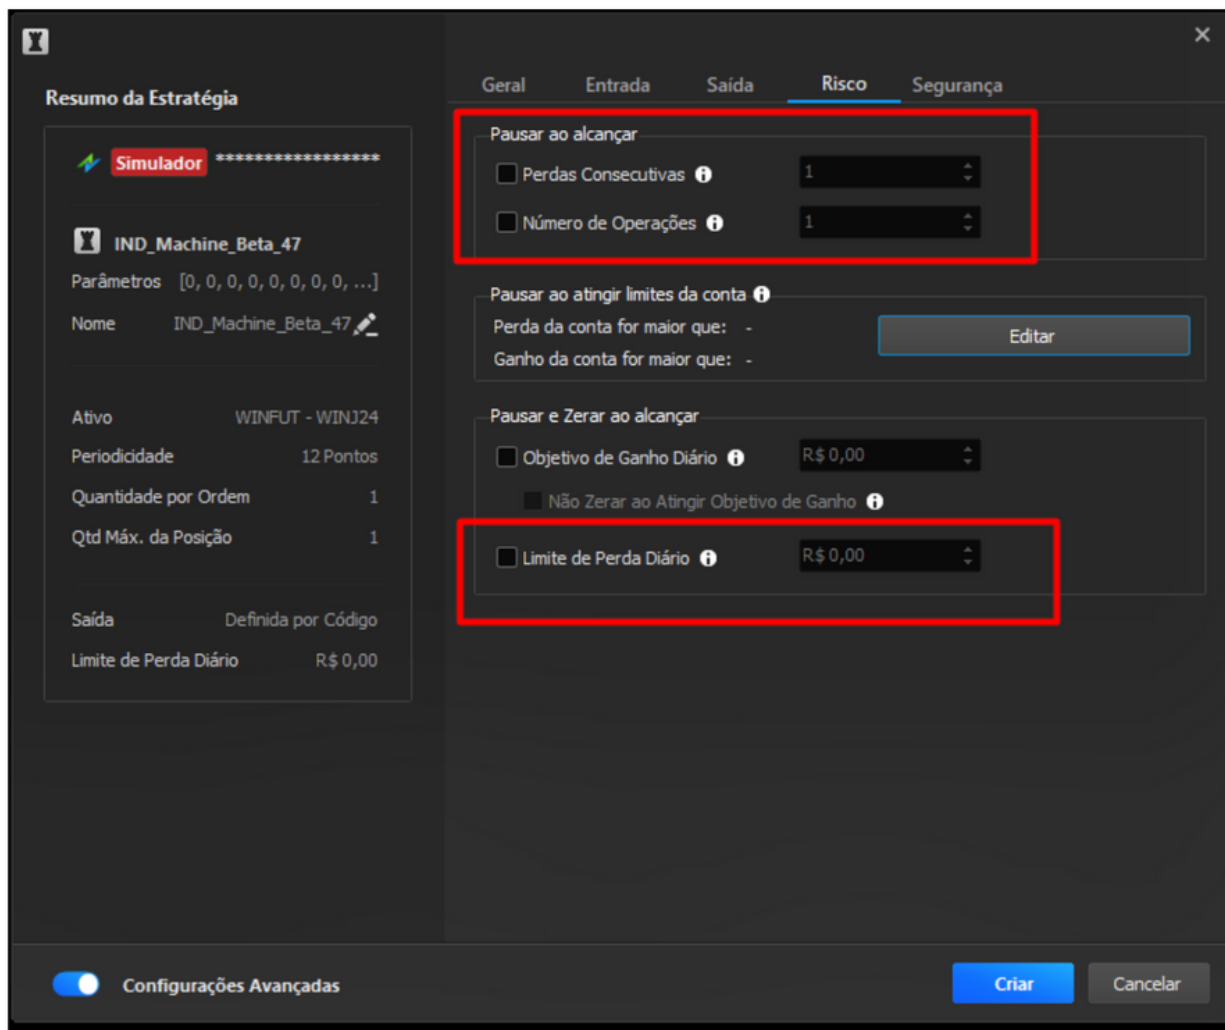 Resumo da Estratégia
Simulador *****************
IND_Machine_Beta_47
Parâmetros [0, 0, 0, 0, 0, 0, 0, 0, ...]
Nome IND_Machine_Beta_47
Ativo WINFUT - WINJ24
Periodicidade 12 Pontos
Quantidade por Ordem 1
Qtd Máx. da Posição 1
Saída Definida por Código
Limite de Perda Diário R$ 0,00
Geral Entrada Saída Risco Segurança
Pausar ao alcançar
Perdas Consecutivas 1
Número de Operações 1
Pausar ao atingir limites da conta
Perda da conta for maior que: -
Editar
Ganho da conta for maior que: -
Pausar e Zerar ao alcançar
Objetivo de Ganho Diário R$ 0,00
Não Zerar ao Atingir Objetivo de Ganho
Limite de Perda Diário R$ 0,00
Configurações Avançadas Criar Cancelar